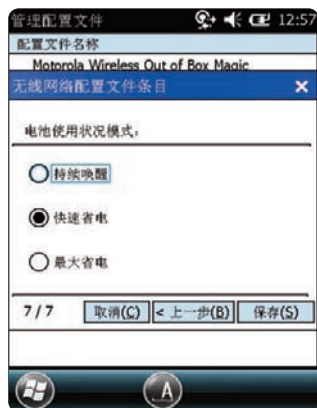 管理配置文件 12:57
配置文件名称
Motorola Wireless Out of Box Magic
无线网络配置文件条目
电池使用状况模式:
持续唤醒
快速省电
最大省电
7/7 取消(C) < 上一步(B) 保存(S)
A